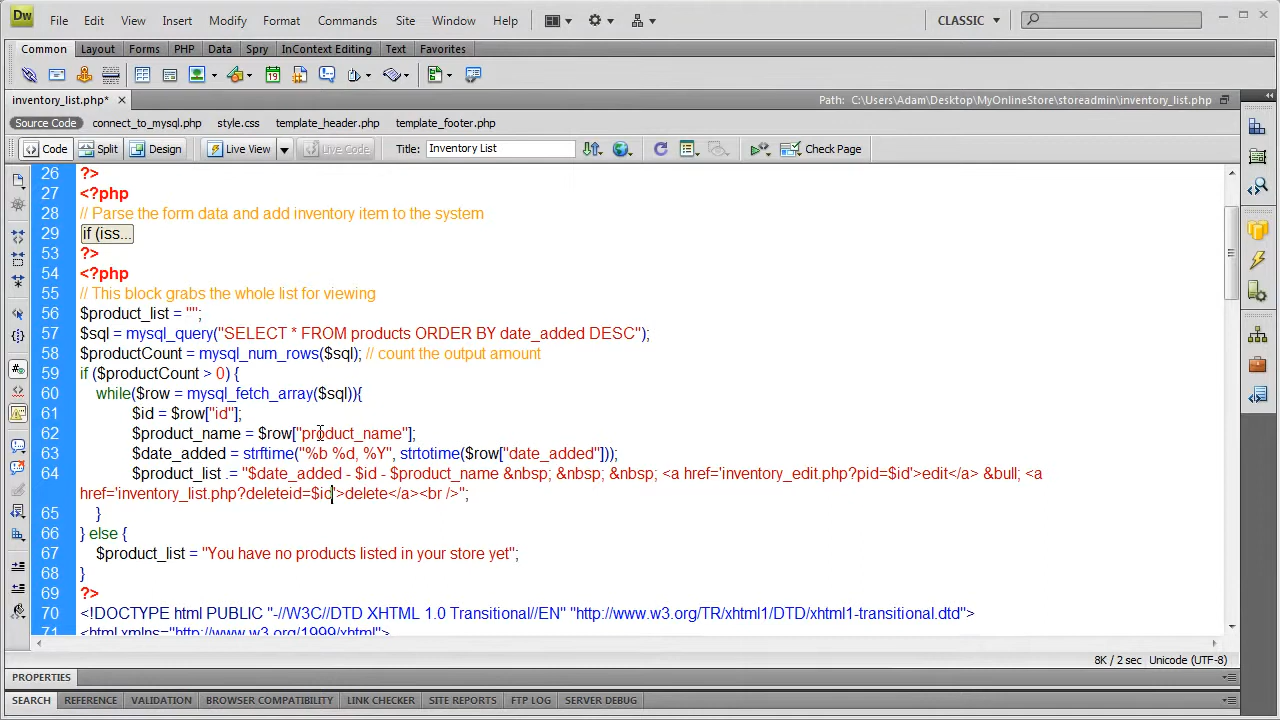 Dw File Edit View Insert Modify Format Commands Site Window Help CLASSIC
Common Layout Forms PHP Data Spry InContext Editing Text Favorites
inventory_list.php* Path: C:\Users\Adam\Desktop\MyOnlineStore\storeadmin\inventory_list.php
Source Code connect_to_mysql.php style.css template_header.php template_footer.php
Code Split Design Live View Live Code Title: Inventory List Check Page
26 ?>
27 <?php
28 // Parse the form data and add inventory item to the system
29 if (iss...
53 ?>
54 <?php
55 // This block grabs the whole list for viewing
56 $product_list = "";
57 $sql = mysql_query("SELECT * FROM products ORDER BY date_added DESC");
58 $productCount = mysql_num_rows($sql); // count the output amount
59 if ($productCount > 0) {
60 while($row = mysql_fetch_array($sql)){
61 $id = $row["id"];
62 $product_name = $row["product_name"];
63 $date_added = strftime("%b %d, %Y", strtotime($row["date_added"]));
64 $product_list .= "$date_added - $id - $product_name &nbsp; &nbsp; &nbsp; <a href='inventory_edit.php?pid=$id'>edit</a> &bull; <a
href='inventory_list.php?deleteid=$id'>delete</a><br />";
65 }
66 } else {
67 $product_list = "You have no products listed in your store yet";
68 }
69 ?>
70 <!DOCTYPE html PUBLIC "-//W3C//DTD XHTML 1.0 Transitional//EN" "http://www.w3.org/TR/xhtml1/DTD/xhtml1-transitional.dtd">
71 <html xmlns="http://www.w3.org/1999/xhtml">
8K / 2 sec Unicode (UTF-8)
PROPERTIES
SEARCH REFERENCE VALIDATION BROWSER COMPATIBILITY LINK CHECKER SITE REPORTS FTP LOG SERVER DEBUG